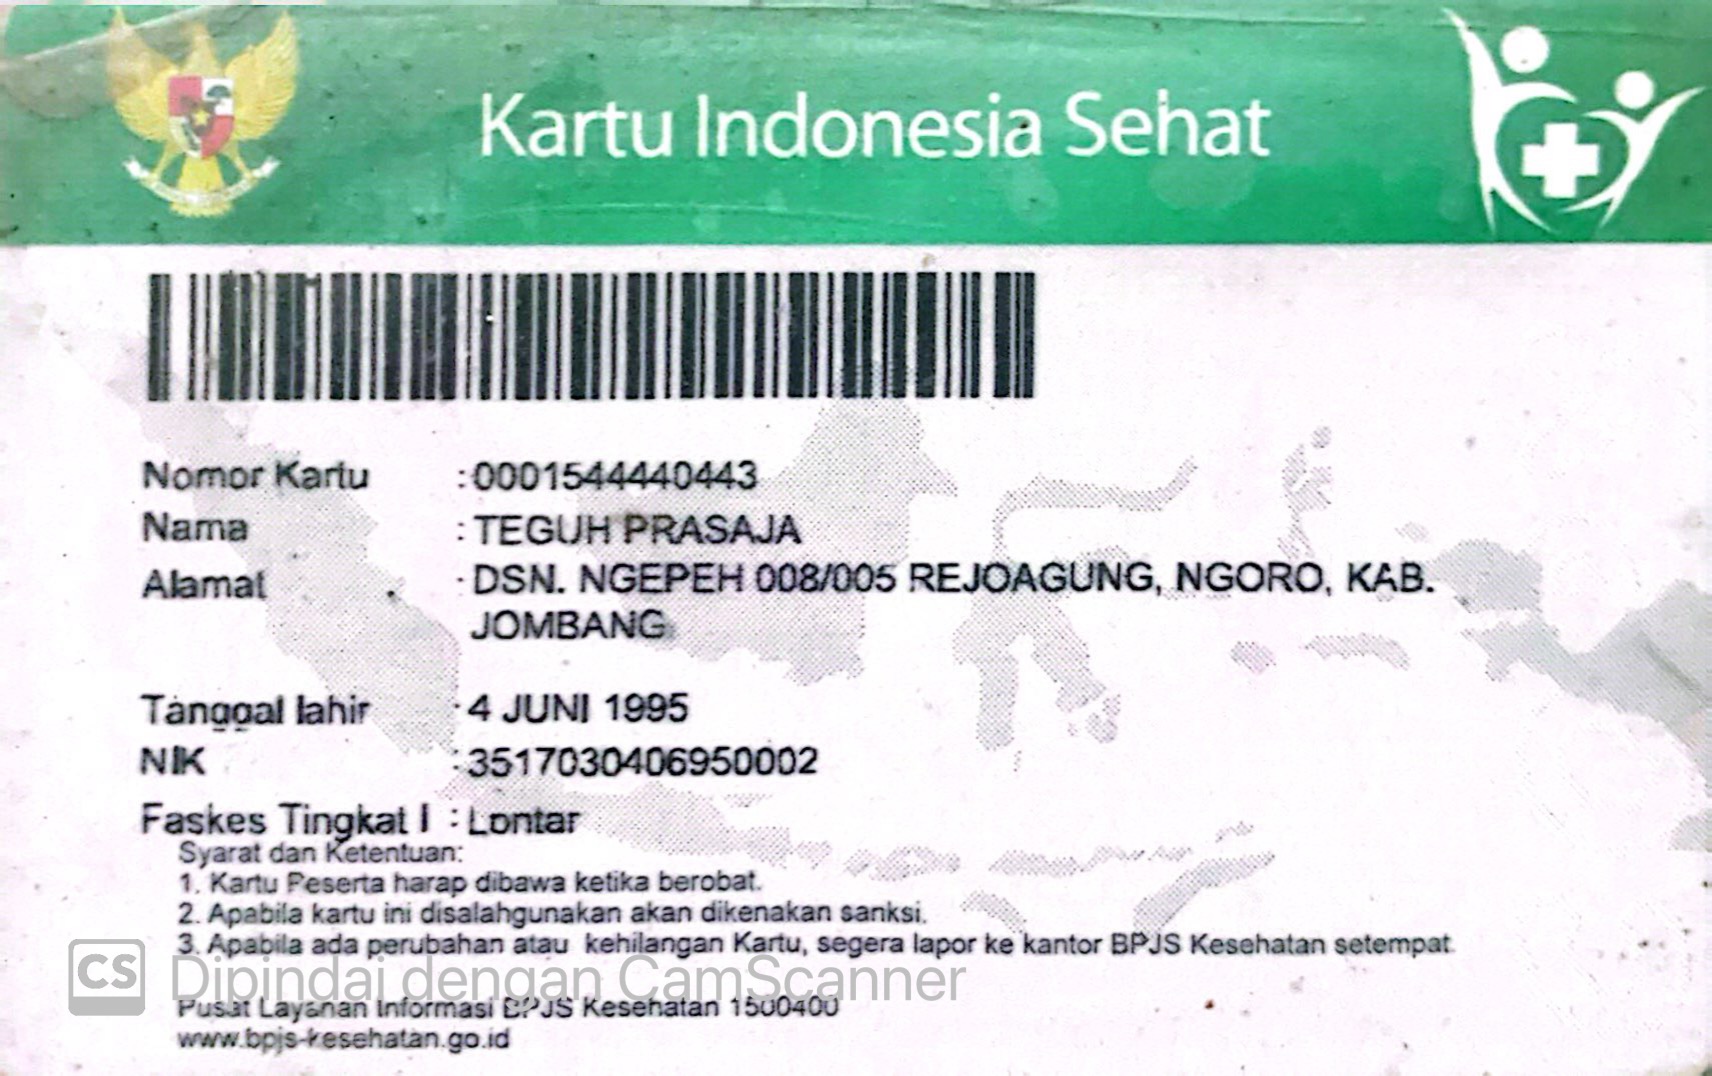 Kartu Indonesia Sehat
Nomor Kartu :0001544440443
Nama : TEGUH PRASAJA
Alamat : DSN. NGEPEH 008/005 REJOAGUNG, NGORO, KAB.
JOMBANG
Tanggal lahir : 4 JUNI 1995
NIK : 3517030406950002
Faskes Tingkat I : Lontar
Syarat dan Ketentuan:
1. Kartu Peserta harap dibawa ketika berobat.
2. Apabila kartu ini disalahgunakan akan dikenakan sanksi.
3. Apabila ada perubahan atau kehilangan Kartu, segera lapor ke kantor BPJS Kesehatan setempat.
CS Dipindai dengan CamScanner
Pusat Layanan Informasi BPJS Kesehatan 1500400
www.bpjs-kesehatan.go.id